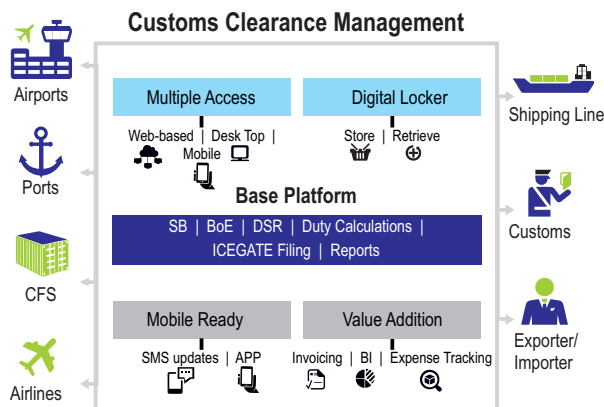 Customs Clearance Management
Airports
Ports
CFS
Airlines
Multiple Access
Web-based | Desk Top |
Mobile
Digital Locker
Store | Retrieve
Base Platform
SB | BoE | DSR | Duty Calculations |
ICEGATE Filing | Reports
Mobile Ready
SMS updates | APP
Value Addition
Invoicing | BI | Expense Tracking
Shipping Line
Customs
Exporter/
Importer